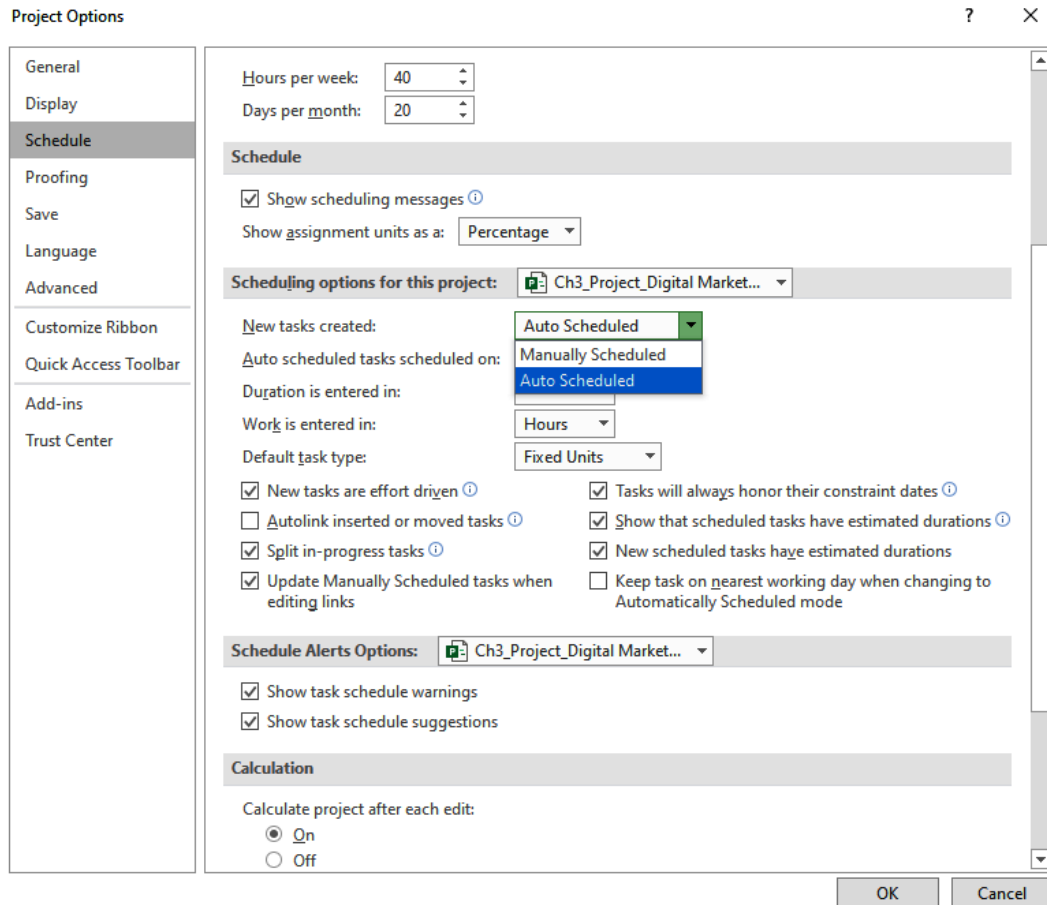 Project Options
?
General
Display
Schedule
Proofing
Save
Language
Advanced
Customize Ribbon
Quick Access Toolbar
Add-ins
Trust Center
Hours per week: 40
Days per month: 20
Schedule
Show scheduling messages
Show assignment units as a: Percentage
Scheduling options for this project: Ch3_Project_Digital Market...
New tasks created: Auto Scheduled
Manually Scheduled
Auto scheduled tasks scheduled on:
Auto Scheduled
Duration is entered in:
Work is entered in: Hours
Default task type: Fixed Units
New tasks are effort driven
Autolink inserted or moved tasks
Split in-progress tasks
Update Manually Scheduled tasks when
editing links
Tasks will always honor their constraint dates
Show that scheduled tasks have estimated durations
New scheduled tasks have estimated durations
Keep task on nearest working day when changing to
Automatically Scheduled mode
Schedule Alerts Options: Ch3_Project_Digital Market...
Show task schedule warnings
Show task schedule suggestions
Calculation
Calculate project after each edit:
On
Off
OK
Cancel